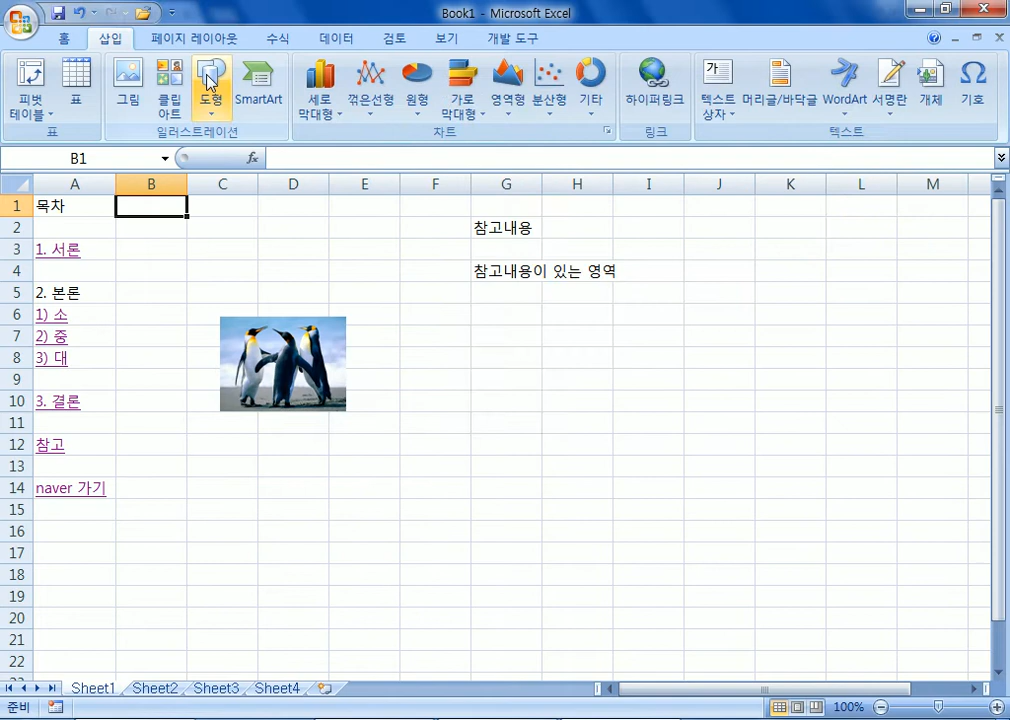 Book1 - Microsoft Excel
홈 삽입 페이지 레이아웃 수식 데이터 검토 보기 개발 도구
피벗 테이블 표 그림 클립 아트 도형 SmartArt 세로 막대형 꺾은선형 원형 가로 막대형 영역형 분산형 기타 하이퍼링크 텍스트 상자 머리글/바닥글 WordArt 서명란 개체 기호
표 일러스트레이션 차트 링크 텍스트
B1 fx
A B C D E F G H I J K L M
1 목차
2 참고내용
3 1. 서론
4 참고내용이 있는 영역
5 2. 본론
6 1) 소
7 2) 중
8 3) 대
9
10 3. 결론
11
12 참고
13
14 naver 가기
15
16
17
18
19
20
21
22
Sheet1 Sheet2 Sheet3 Sheet4
준비 100%